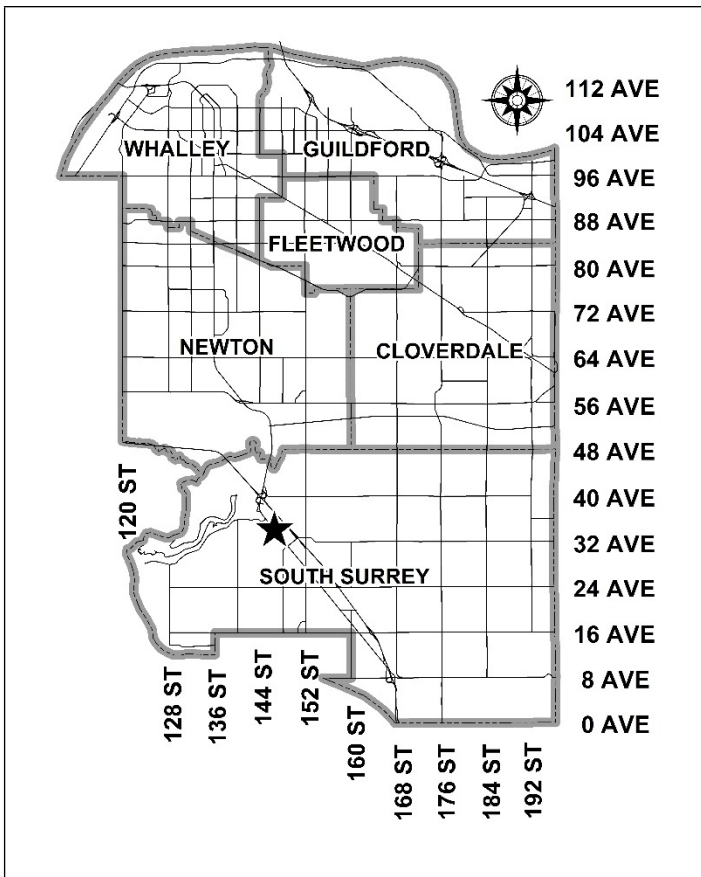 112 AVE
104 AVE
WHALLEY
GUILDFORD
96 AVE
88 AVE
FLEETWOOD
80 AVE
72 AVE
NEWTON
CLOVERDALE
64 AVE
56 AVE
48 AVE
120 ST
40 AVE
32 AVE
SOUTH SURREY
24 AVE
16 AVE
8 AVE
0 AVE
128 ST
136 ST
144 ST
152 ST
160 ST
168 ST
176 ST
184 ST
192 ST